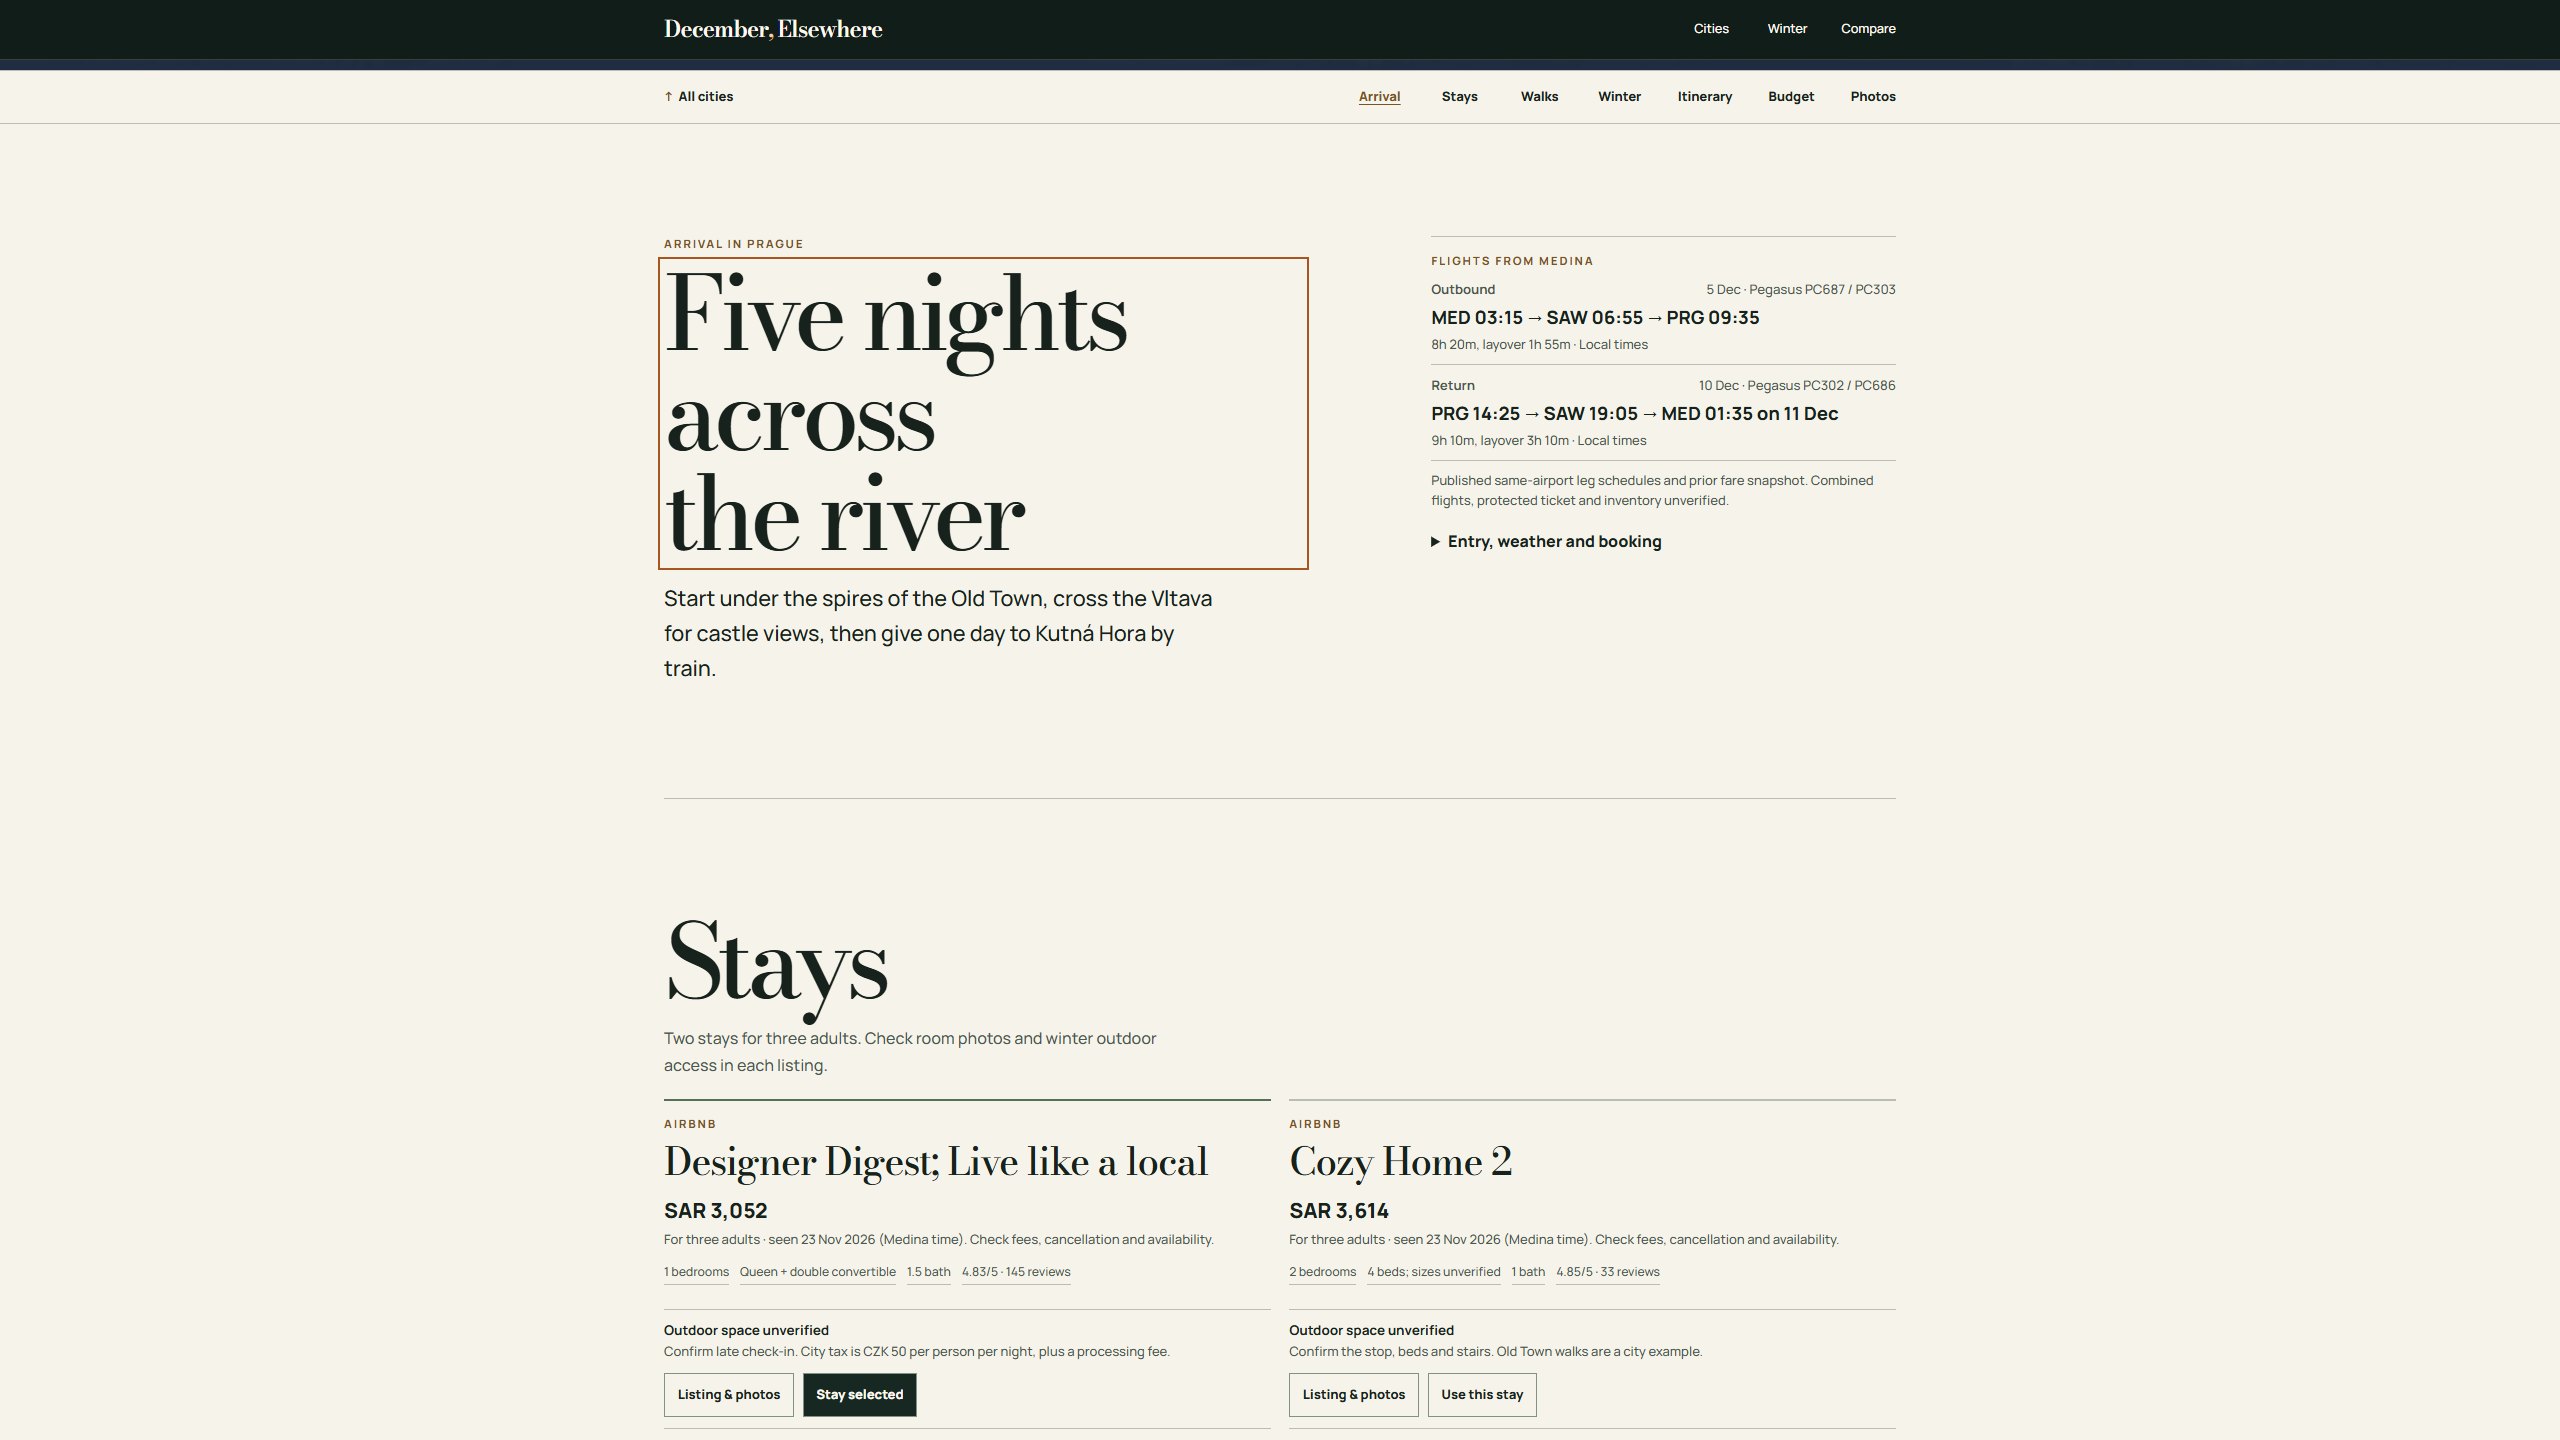 December, Elsewhere
Cities
Winter
Compare
↑ All cities
Arrival
Stays
Walks
Winter
Itinerary
Budget
Photos
ARRIVAL IN PRAGUE
Five nights
across
the river
Start under the spires of the Old Town, cross the Vltava
for castle views, then give one day to Kutná Hora by
train.
FLIGHTS FROM MEDINA
Outbound
5 Dec · Pegasus PC687 / PC303
MED 03:15 → SAW 06:55 → PRG 09:35
8h 20m, layover 1h 55m · Local times
Return
10 Dec · Pegasus PC302 / PC686
PRG 14:25 → SAW 19:05 → MED 01:35 on 11 Dec
9h 10m, layover 3h 10m · Local times
Published same-airport leg schedules and prior fare snapshot. Combined
flights, protected ticket and inventory unverified.
▶ Entry, weather and booking
Stays
Two stays for three adults. Check room photos and winter outdoor
access in each listing.
AIRBNB
Designer Digest; Live like a local
SAR 3,052
For three adults · seen 23 Nov 2026 (Medina time). Check fees, cancellation and availability.
1 bedrooms
Queen + double convertible
1.5 bath
4.83/5 · 145 reviews
Outdoor space unverified
Confirm late check-in. City tax is CZK 50 per person per night, plus a processing fee.
Listing & photos
Stay selected
AIRBNB
Cozy Home 2
SAR 3,614
For three adults · seen 23 Nov 2026 (Medina time). Check fees, cancellation and availability.
2 bedrooms
4 beds; sizes unverified
1 bath
4.85/5 · 33 reviews
Outdoor space unverified
Confirm the stop, beds and stairs. Old Town walks are a city example.
Listing & photos
Use this stay